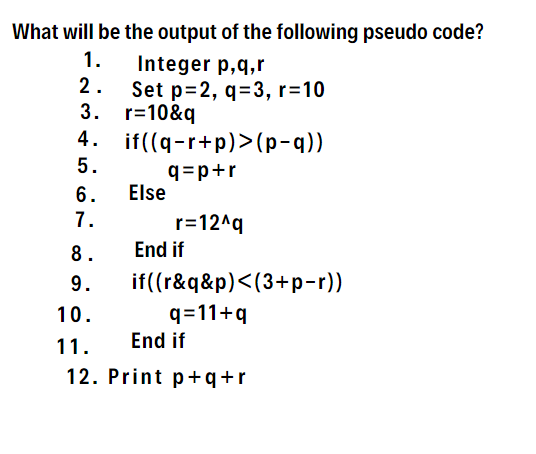 What will be the output of the following pseudo code?
1. Integer p,q,r
2. Set p=2, q=3, r=10
3. r=10&q
4. if((q-r+p)>(p-q))
5. q=p+r
6. Else
7. r=12^q
8. End if
9. if((r&q&p)<(3+p-r))
10. q=11+q
11. End if
12. Print p+q+r